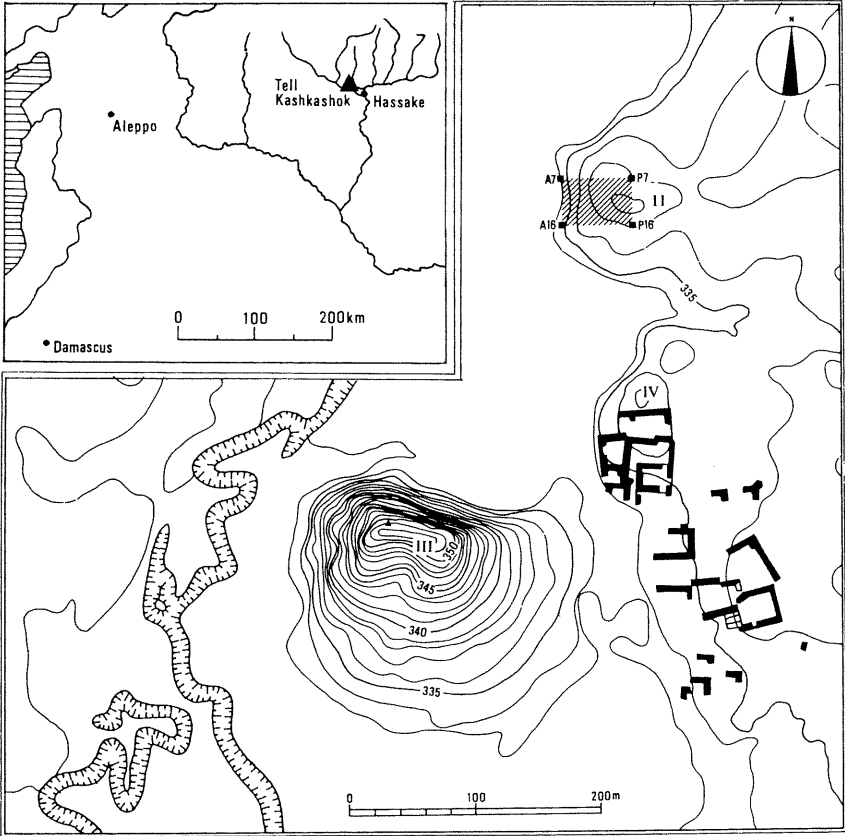 Tell
Kashkashok
Hassake
Aleppo
0 100 200km
Damascus
N
A7 P7
II
A16 P16
335
IV
III
350
345
340
335
0 100 200m